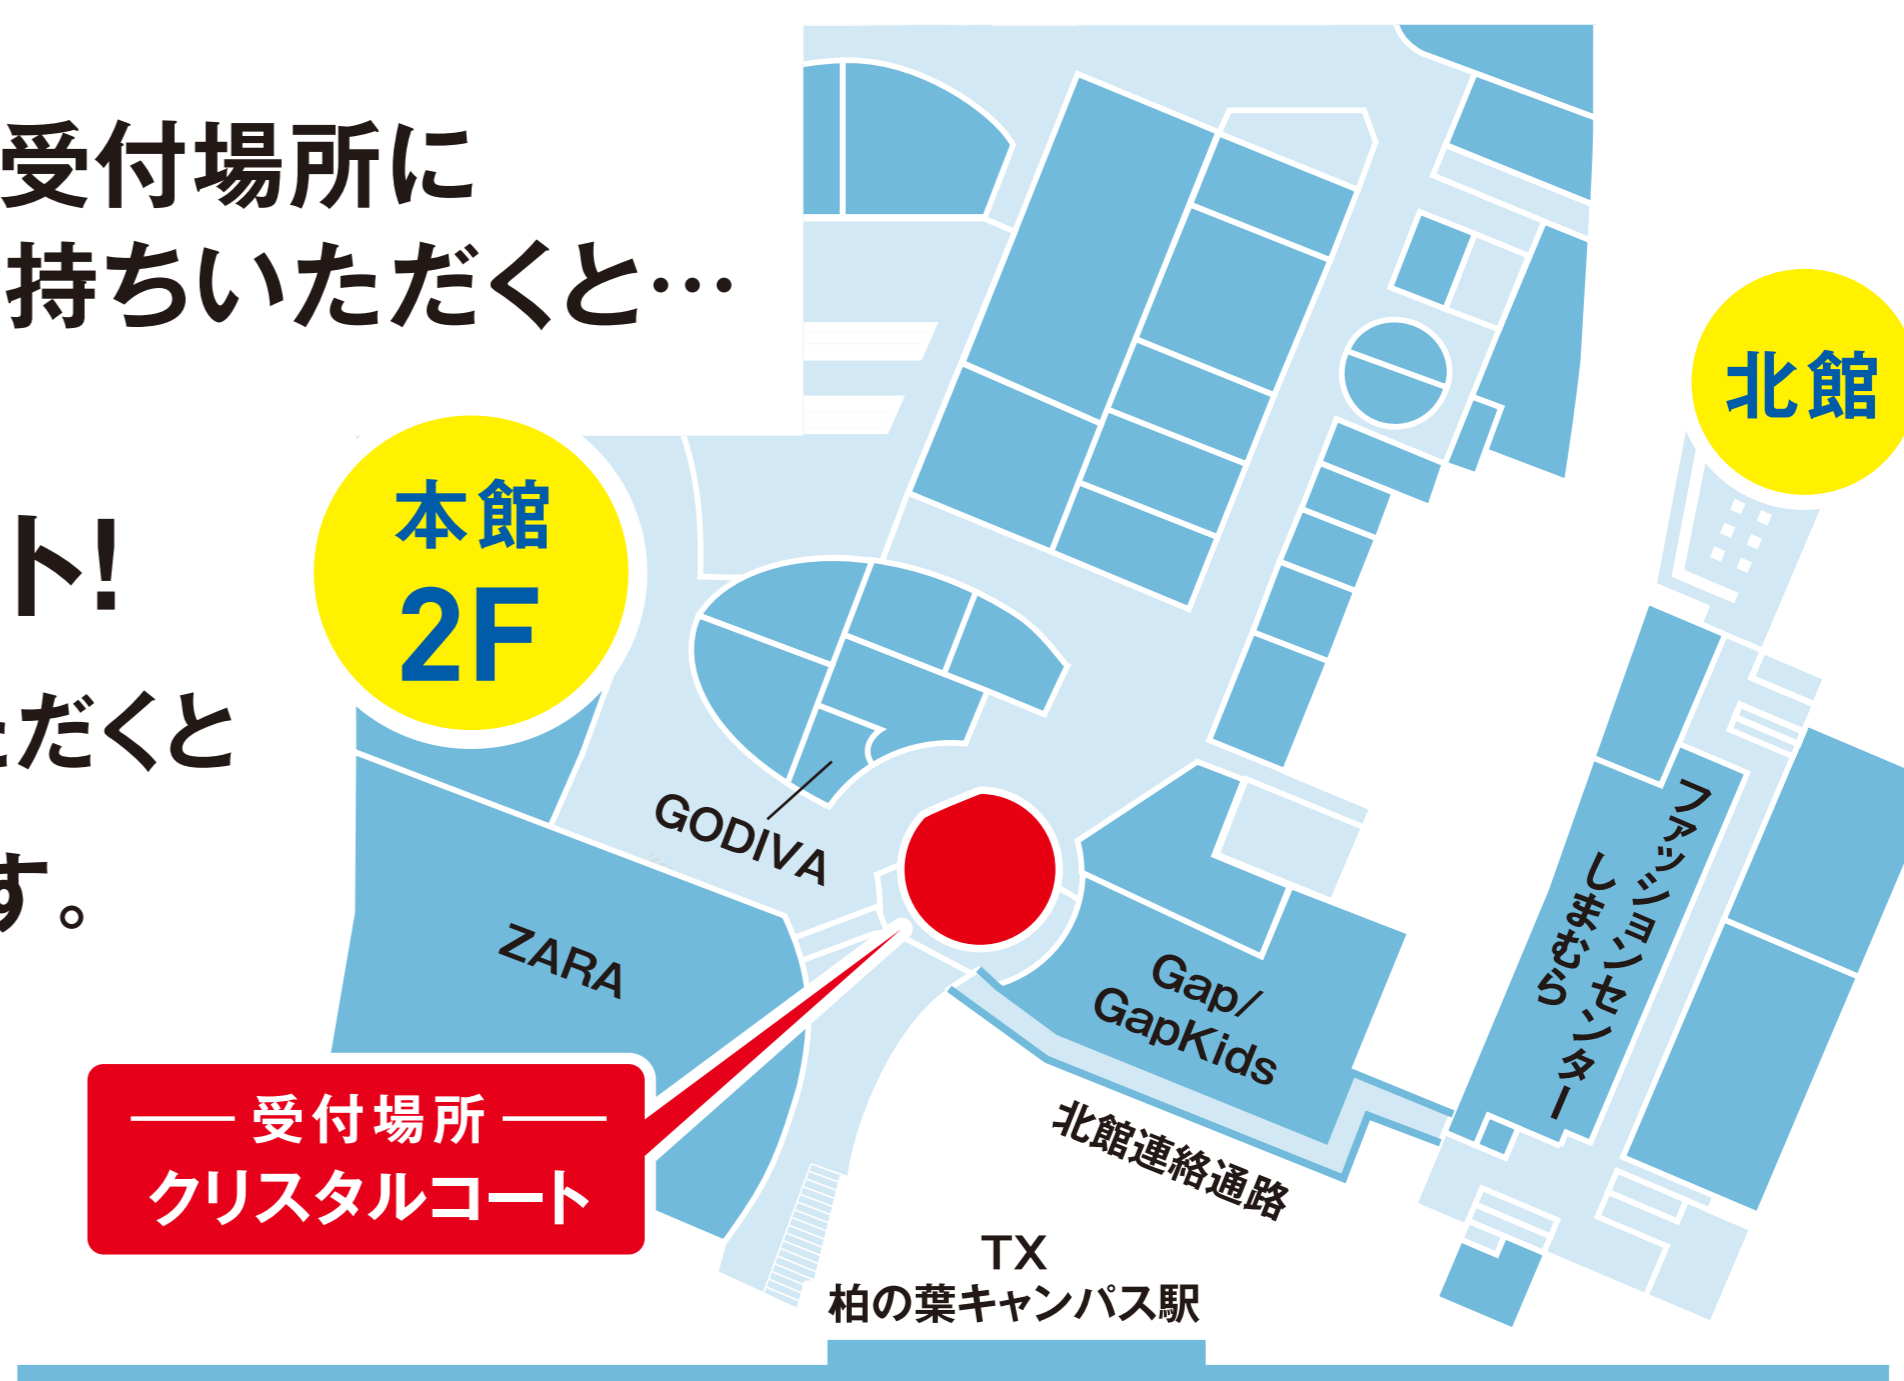 受付場所に
持ちいただくと…
ト!
ただくと
す。
本館
2F
北館
GODIVA
ZARA
Gap/
GapKids
ファッションセンター
しまむら
受付場所
クリスタルコート
北館連絡通路
TX
柏の葉キャンパス駅